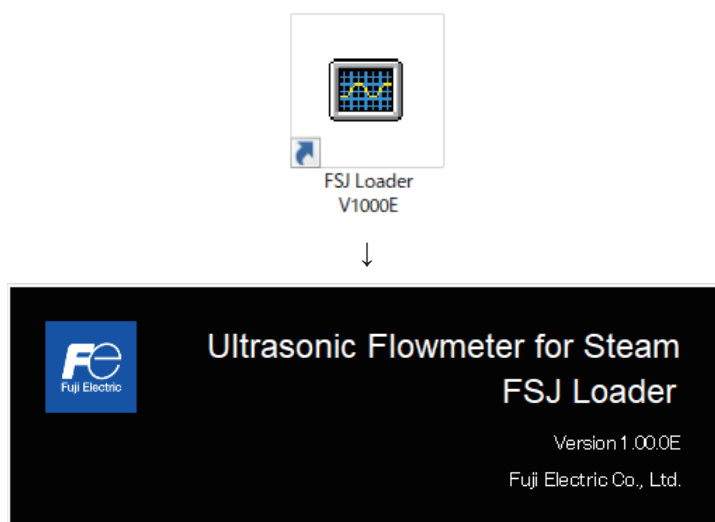 FSJ Loader
V1000E
↓
Fe
Fuji Electric
Ultrasonic Flowmeter for Steam
FSJ Loader
Version 1.00.0E
Fuji Electric Co., Ltd.